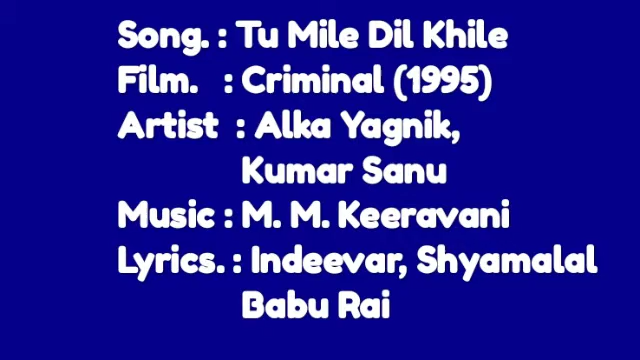 Song. : Tu Mile Dil Khile
Film. : Criminal (1995)
Artist : Alka Yagnik,
Kumar Sanu
Music : M. M. Keeravani
Lyrics. : Indeevar, Shyamalal
Babu Rai